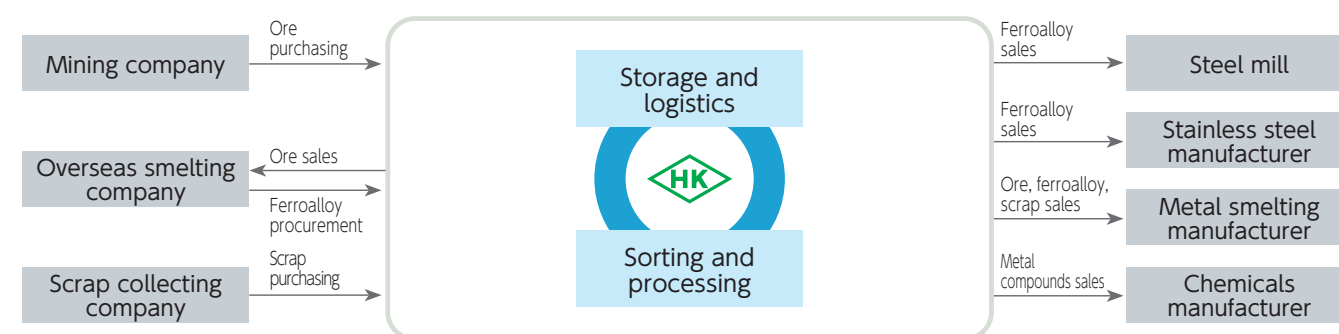 Mining company
Ore
purchasing
Overseas smelting
company
Ore sales
Ferroalloy
procurement
Scrap collecting
company
Scrap
purchasing
Storage and
logistics
HK
Sorting and
processing
Ferroalloy
sales
Steel mill
Ferroalloy
sales
Stainless steel
manufacturer
Ore, ferroalloy,
scrap sales
Metal smelting
manufacturer
Metal
compounds sales
Chemicals
manufacturer